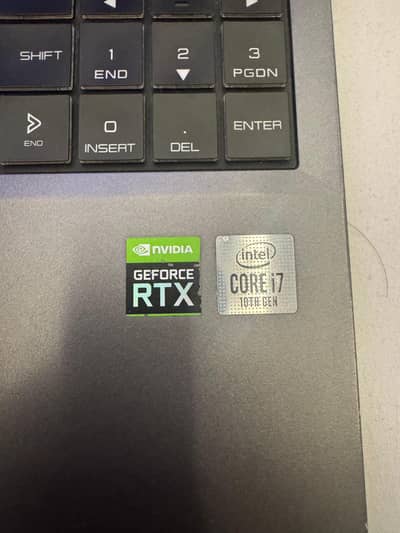 SHIFT
1
END
2
3
PGDN
END
0
INSERT
.
DEL
ENTER
NVIDIA
GEFORCE
RTX
intel
CORE i7
10TH GEN